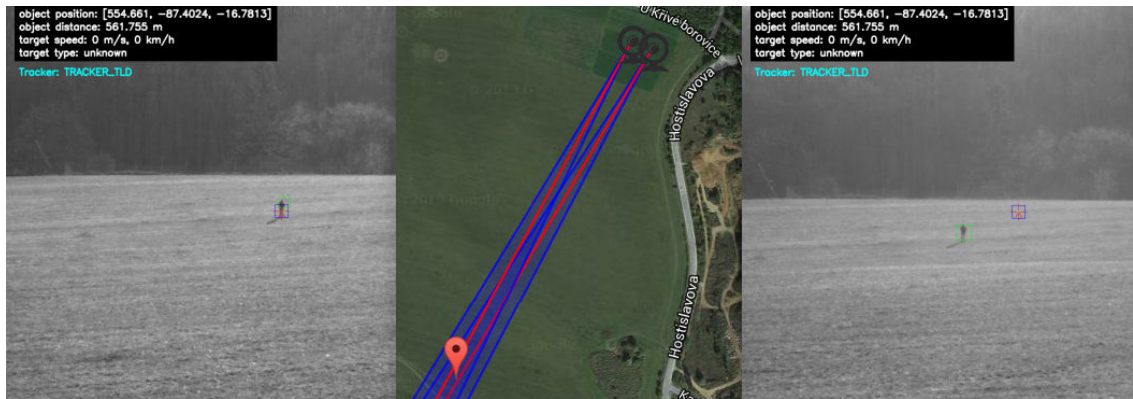 object position: [554.661, -87.4024, -16.7813]
object distance: 561.755 m
target speed: 0 m/s, 0 km/h
target type: unknown
Tracker: TRACKER_TLD
U Křivé borovice
Hostislavova
Hostislavova
Ka
object position: [554.661, -87.4024, -16.7813]
object distance: 561.755 m
target speed: 0 m/s, 0 km/h
target type: unknown
Tracker: TRACKER_TLD